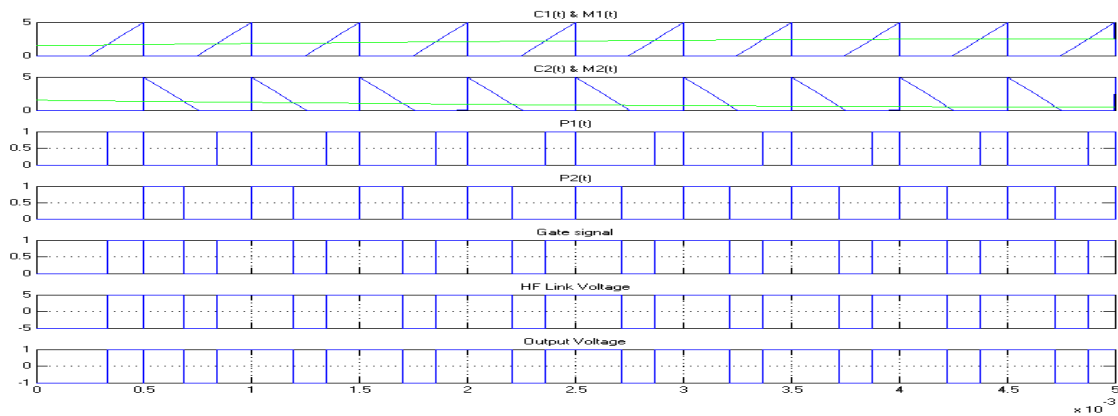 C1(t) & M1(t)
5
0
C2(t) & M2(t)
5
0
P1(t)
1
0.5
0
P2(t)
1
0.5
0
Gate signal
1
0.5
0
HF Link Voltage
5
0
-5
Output Voltage
1
0
-1
0 0.5 1 1.5 2 2.5 3 3.5 4 4.5 5
x 10⁻³